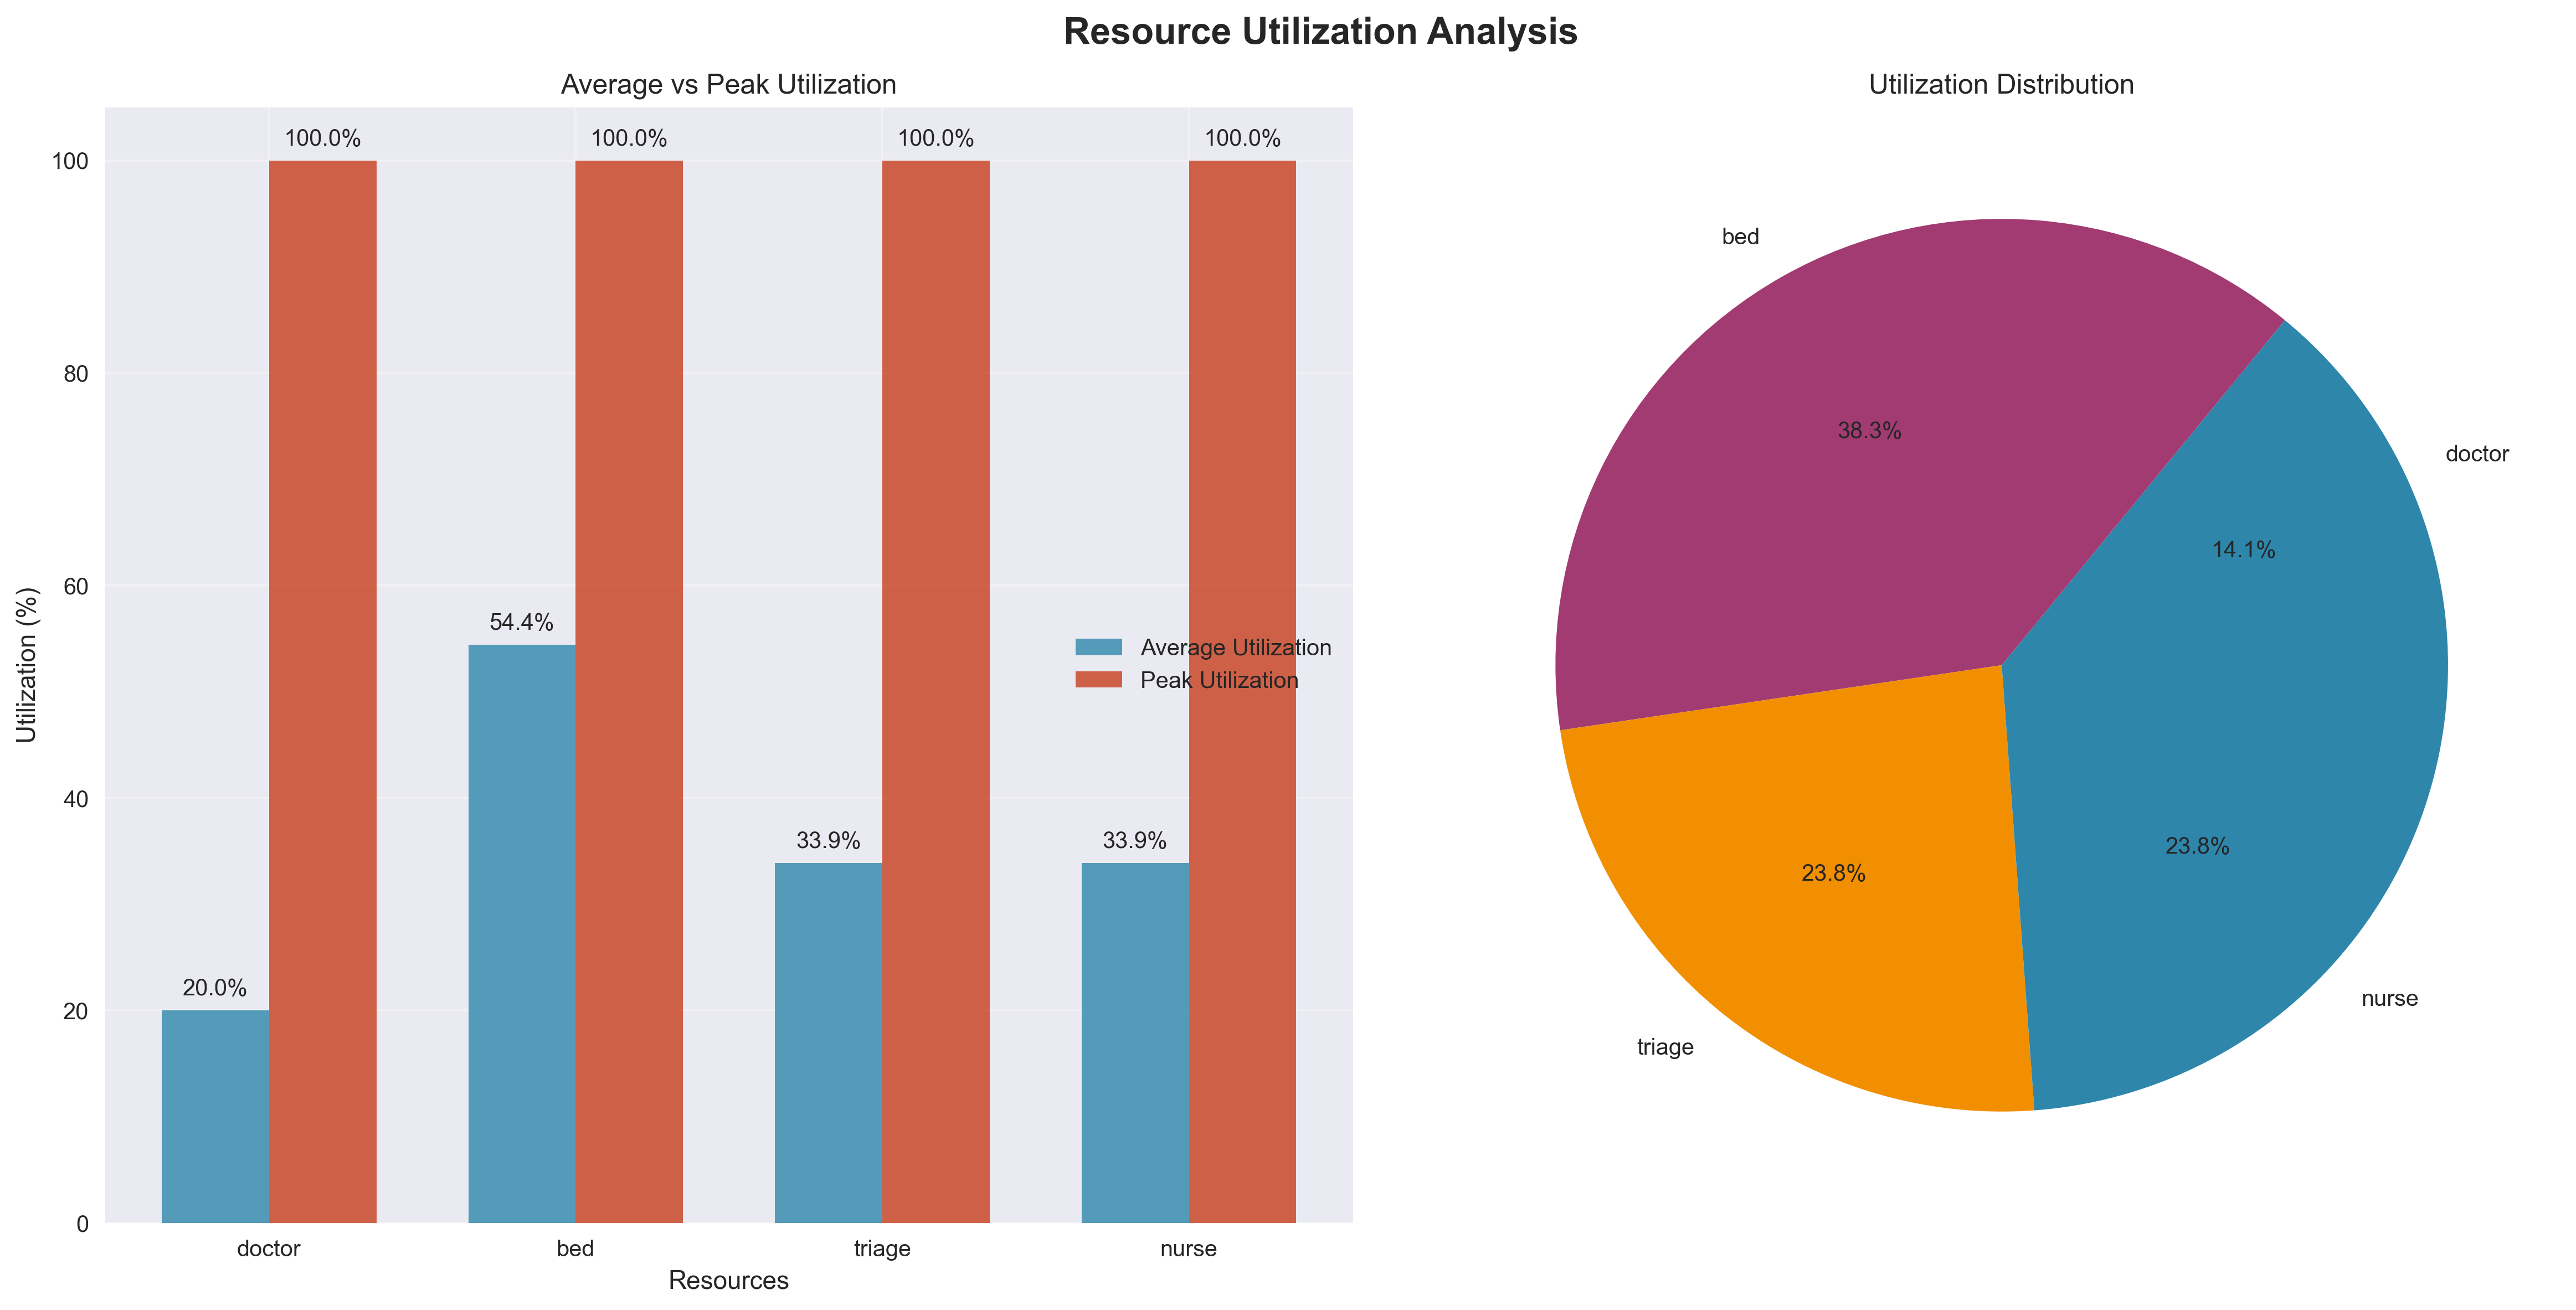 Resource Utilization Analysis
Average vs Peak Utilization
Utilization (%)
100
80
60
40
20
0
100.0%
100.0%
100.0%
100.0%
54.4%
33.9%
33.9%
20.0%
Average Utilization
Peak Utilization
doctor
bed
triage
nurse
Resources
Utilization Distribution
bed
doctor
38.3%
14.1%
23.8%
23.8%
nurse
triage